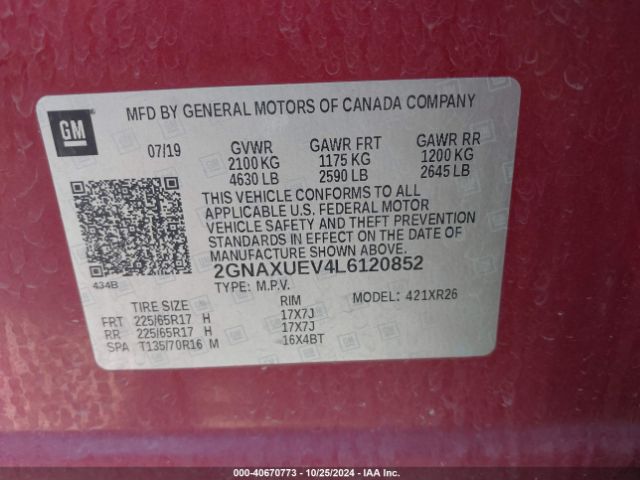 GM
MFD BY GENERAL MOTORS OF CANADA COMPANY
07/19 GVWR GAWR FRT GAWR RR
2100 KG 1175 KG 1200 KG
4630 LB 2590 LB 2645 LB
THIS VEHICLE CONFORMS TO ALL
APPLICABLE U.S. FEDERAL MOTOR
VEHICLE SAFETY AND THEFT PREVENTION
STANDARDS IN EFFECT ON THE DATE OF
MANUFACTURE SHOWN ABOVE.
434B 2GNAXUEV4L6120852
TYPE: M.P.V. MODEL: 421XR26
TIRE SIZE RIM
FRT 225/65R17 H 17X7J
RR 225/65R17 H 17X7J
SPA T135/70R16 M 16X4BT
000-40670773 - 10/25/2024 - IAA Inc.